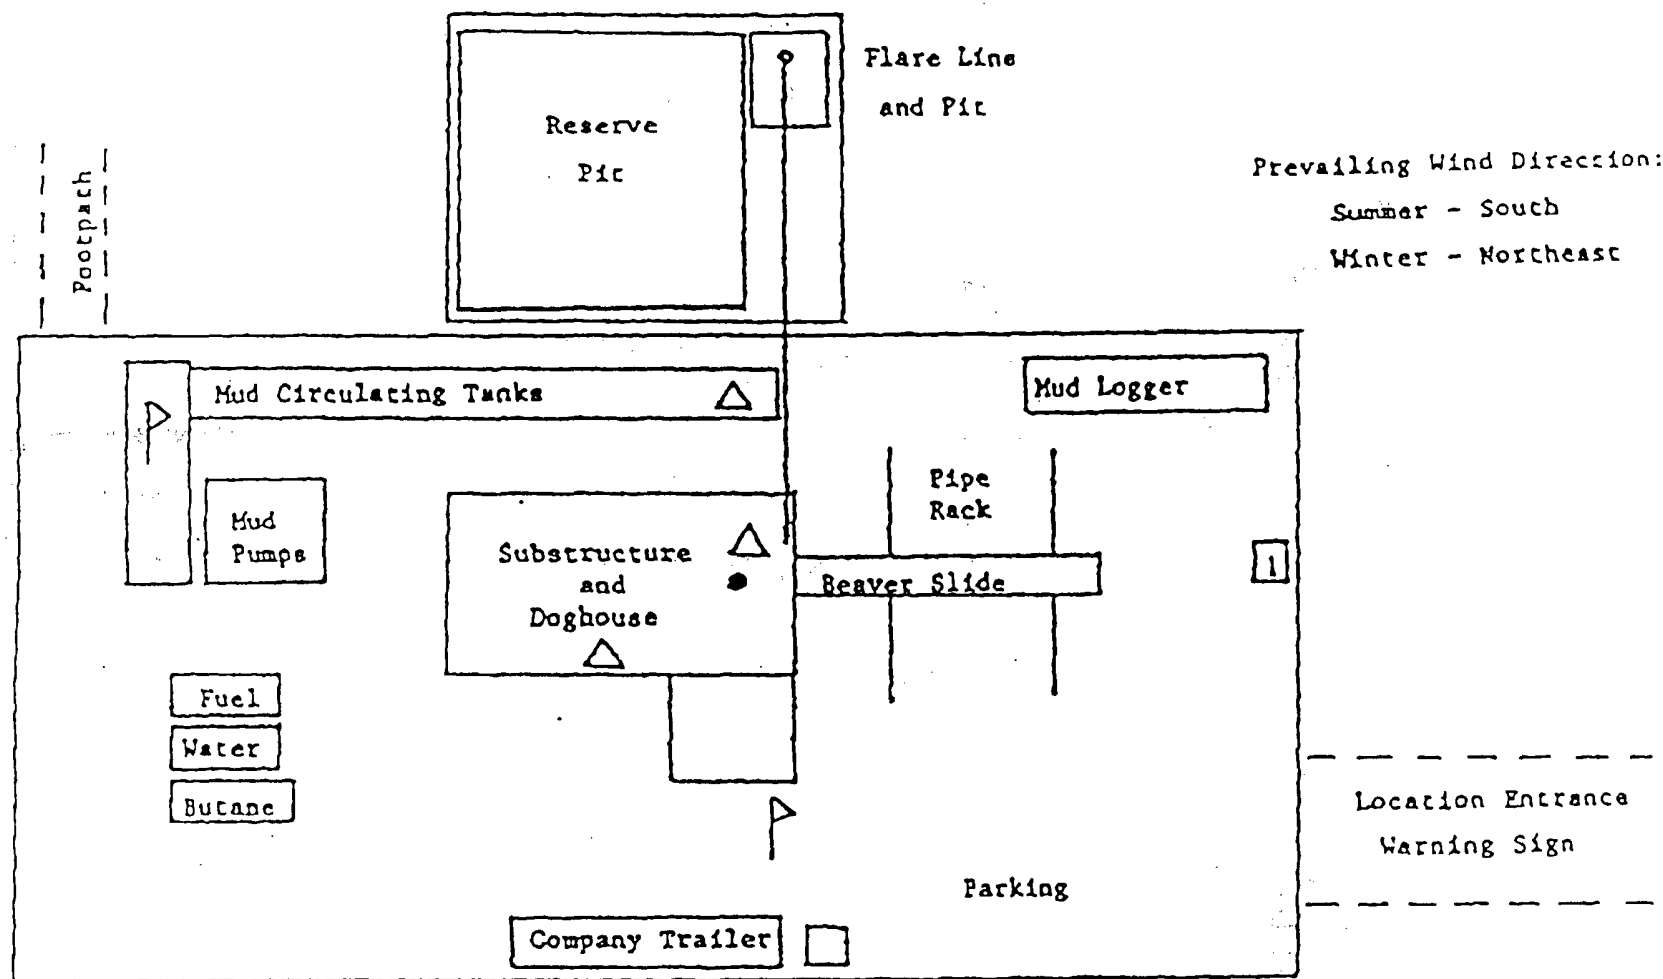 Flare Line
and Pit
Reserve
Pit
Prevailing Wind Direction:
Summer - South
Winter - Northeast
Footpath
Mud Circulating Tanks
Mud Logger
Pipe
Rack
Mud
Pumps
Substructure
and
Doghouse
Beaver Slide
1
Fuel
Water
Butane
Location Entrance
Warning Sign
Parking
Company Trailer